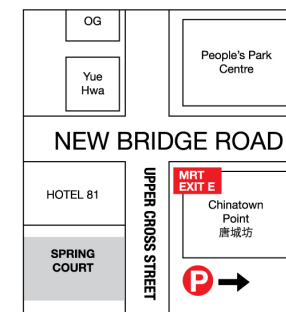 OG
People's Park
Centre
Yue
Hwa
NEW BRIDGE ROAD
HOTEL 81
UPPER CROSS STREET
MRT
EXIT E
Chinatown
Point
唐城坊
SPRING
COURT
P